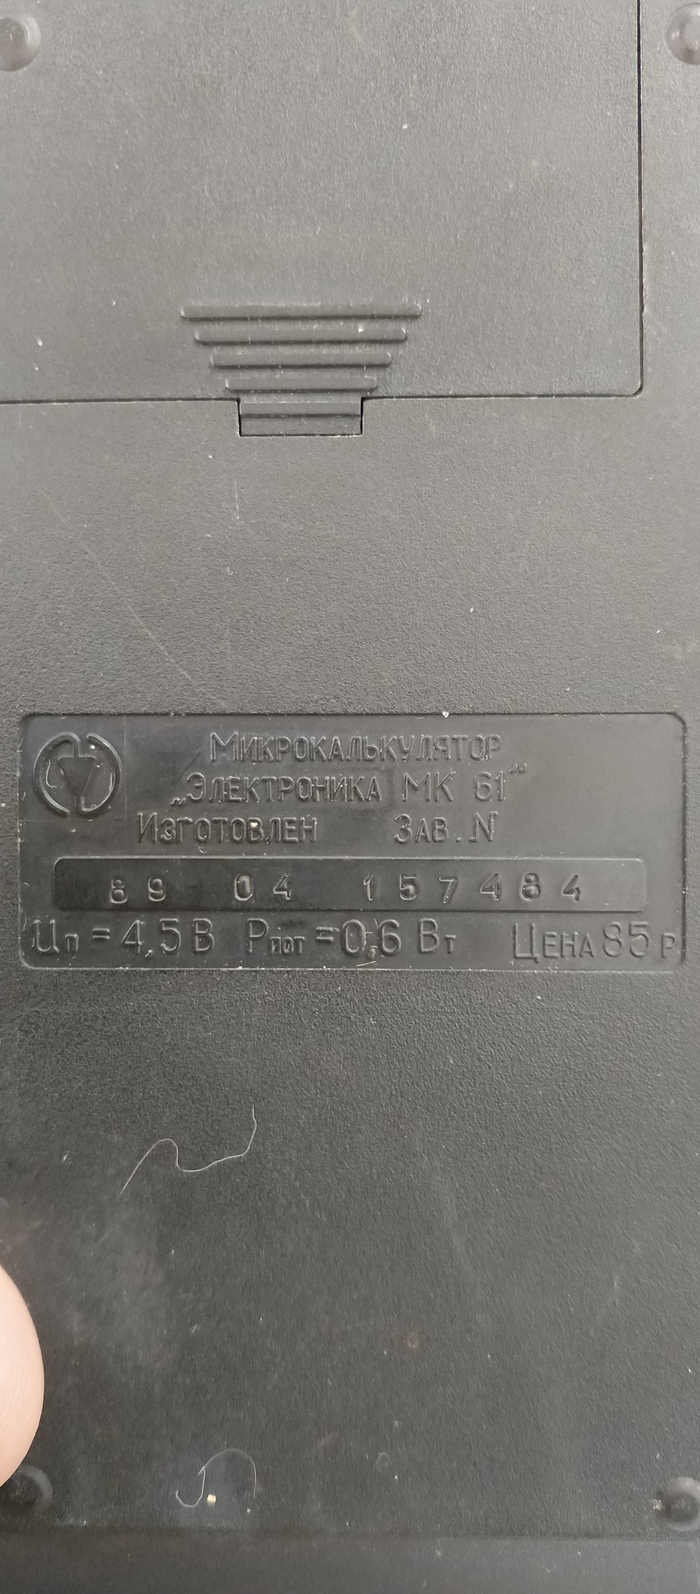 Микрокалькулятор
„Электроника МК 61”
Изготовлен Зав. N
89 04 157484
Uп = 4,5 В Pпот = 0,6 Вт Цена 85 р